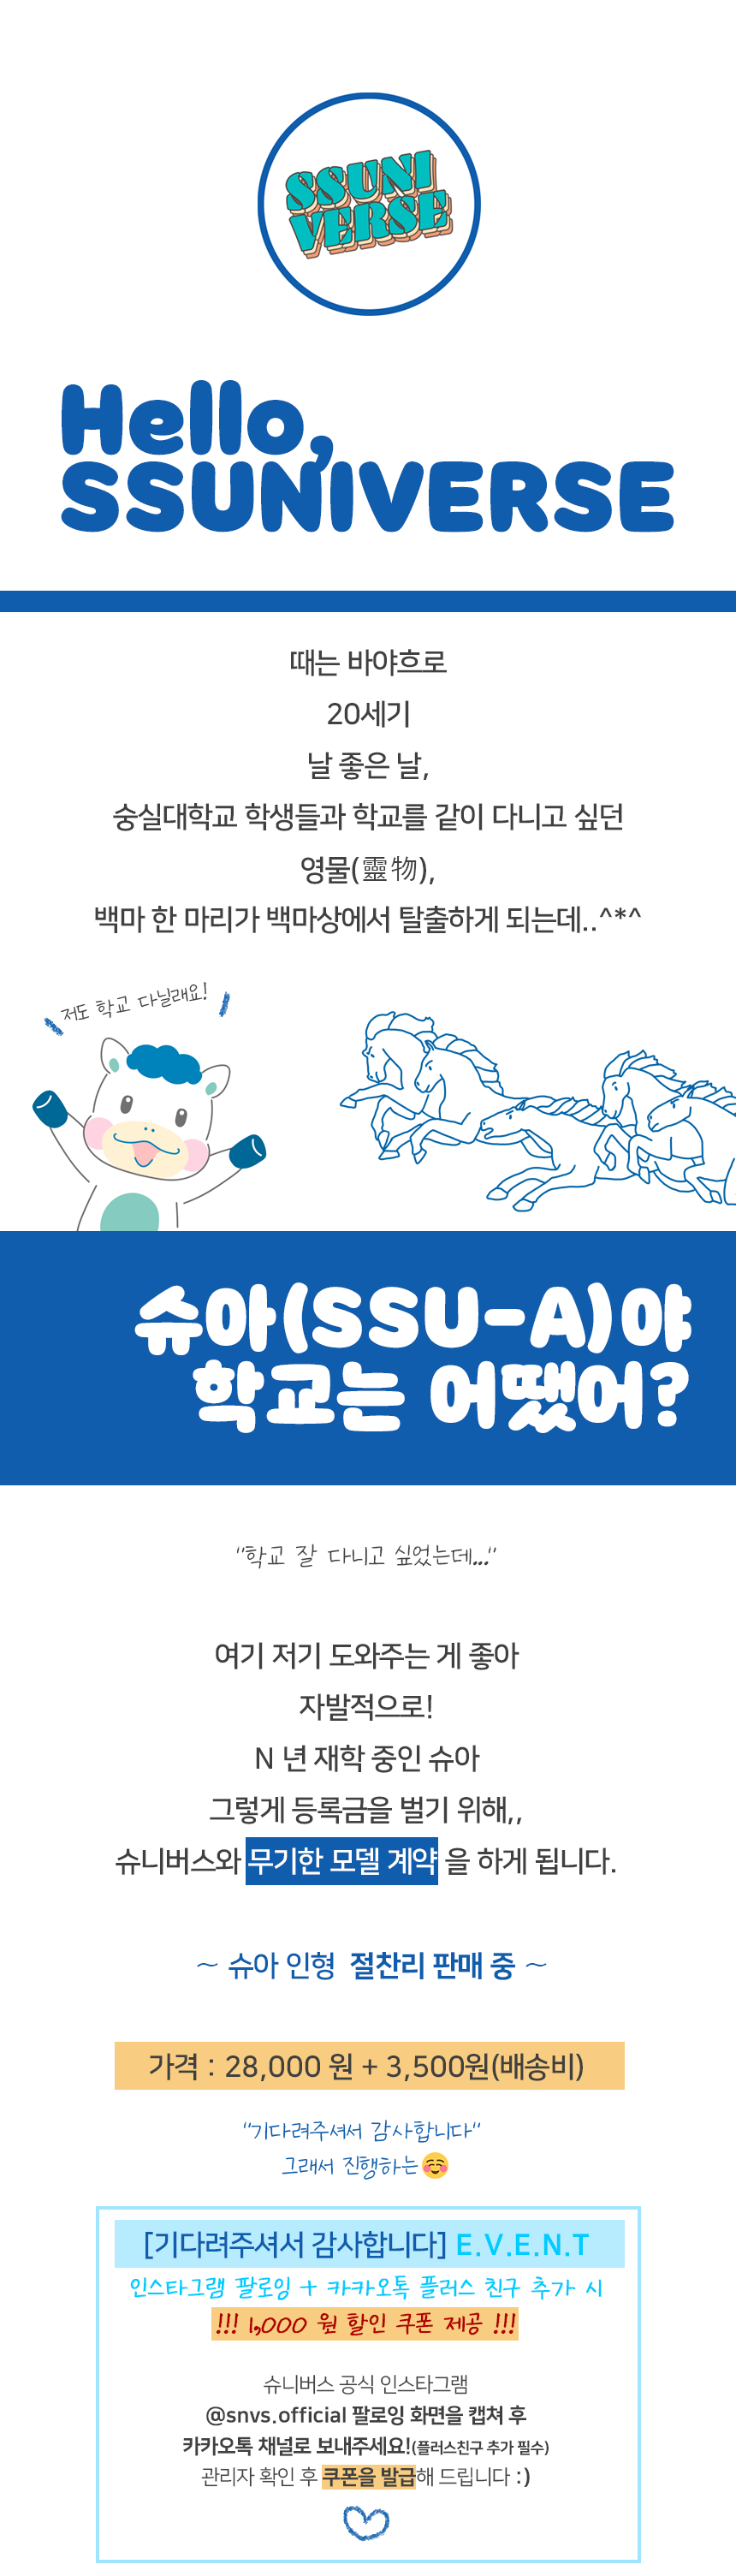 SSUNI
VERSE
Hello,
SSUNIVERSE
때는 바야흐로
20세기
날 좋은 날,
숭실대학교 학생들과 학교를 같이 다니고 싶던
영물(靈物),
백마 한 마리가 백마상에서 탈출하게 되는데..^*^
저도 학교 다닐래요!
슈아(SSU-A)야
학교는 어땠어?
"학교 잘 다니고 싶었는데..."
여기 저기 도와주는 게 좋아
자발적으로!
N 년 재학 중인 슈아
그렇게 등록금을 벌기 위해,,
슈니버스와 무기한 모델 계약 을 하게 됩니다.
~ 슈아 인형 절찬리 판매 중 ~
가격 : 28,000 원 + 3,500원(배송비)
"기다려주셔서 감사합니다"
그래서 진행하는☺️
[기다려주셔서 감사합니다] E.V.E.N.T
인스타그램 팔로잉 + 카카오톡 플러스 친구 추가 시
!!! 1,000 원 할인 쿠폰 제공 !!!
슈니버스 공식 인스타그램
@snvs.official 팔로잉 화면을 캡쳐 후
카카오톡 채널로 보내주세요!(플러스친구 추가 필수)
관리자 확인 후 쿠폰을 발급해 드립니다 :)